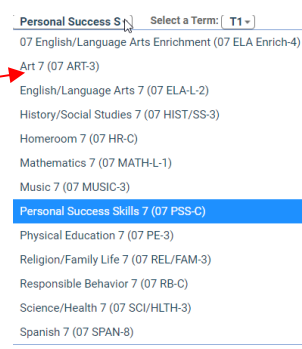 Personal Success S Select a Term: T1
07 English/Language Arts Enrichment (07 ELA Enrich-4)
Art 7 (07 ART-3)
English/Language Arts 7 (07 ELA-L-2)
History/Social Studies 7 (07 HIST/SS-3)
Homeroom 7 (07 HR-C)
Mathematics 7 (07 MATH-L-1)
Music 7 (07 MUSIC-3)
Personal Success Skills 7 (07 PSS-C)
Physical Education 7 (07 PE-3)
Religion/Family Life 7 (07 REL/FAM-3)
Responsible Behavior 7 (07 RB-C)
Science/Health 7 (07 SCI/HLTH-3)
Spanish 7 (07 SPAN-8)